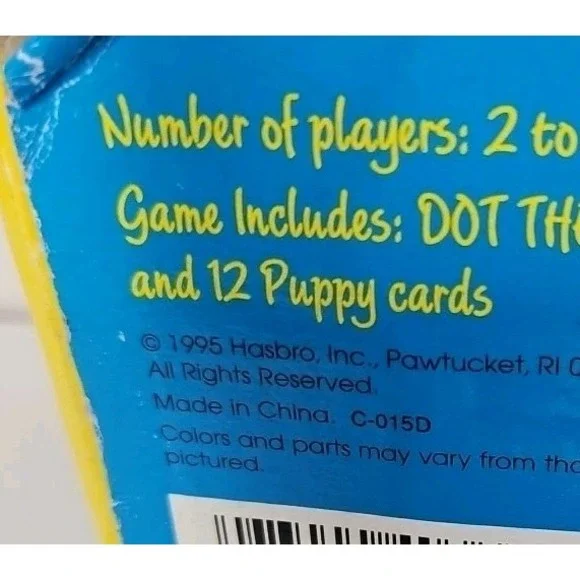 Number of players: 2 to
Game Includes: DOT TH
and 12 Puppy cards
© 1995 Hasbro, Inc., Pawtucket, RI
All Rights Reserved.
Made in China. C-015D
Colors and parts may vary from
pictured.